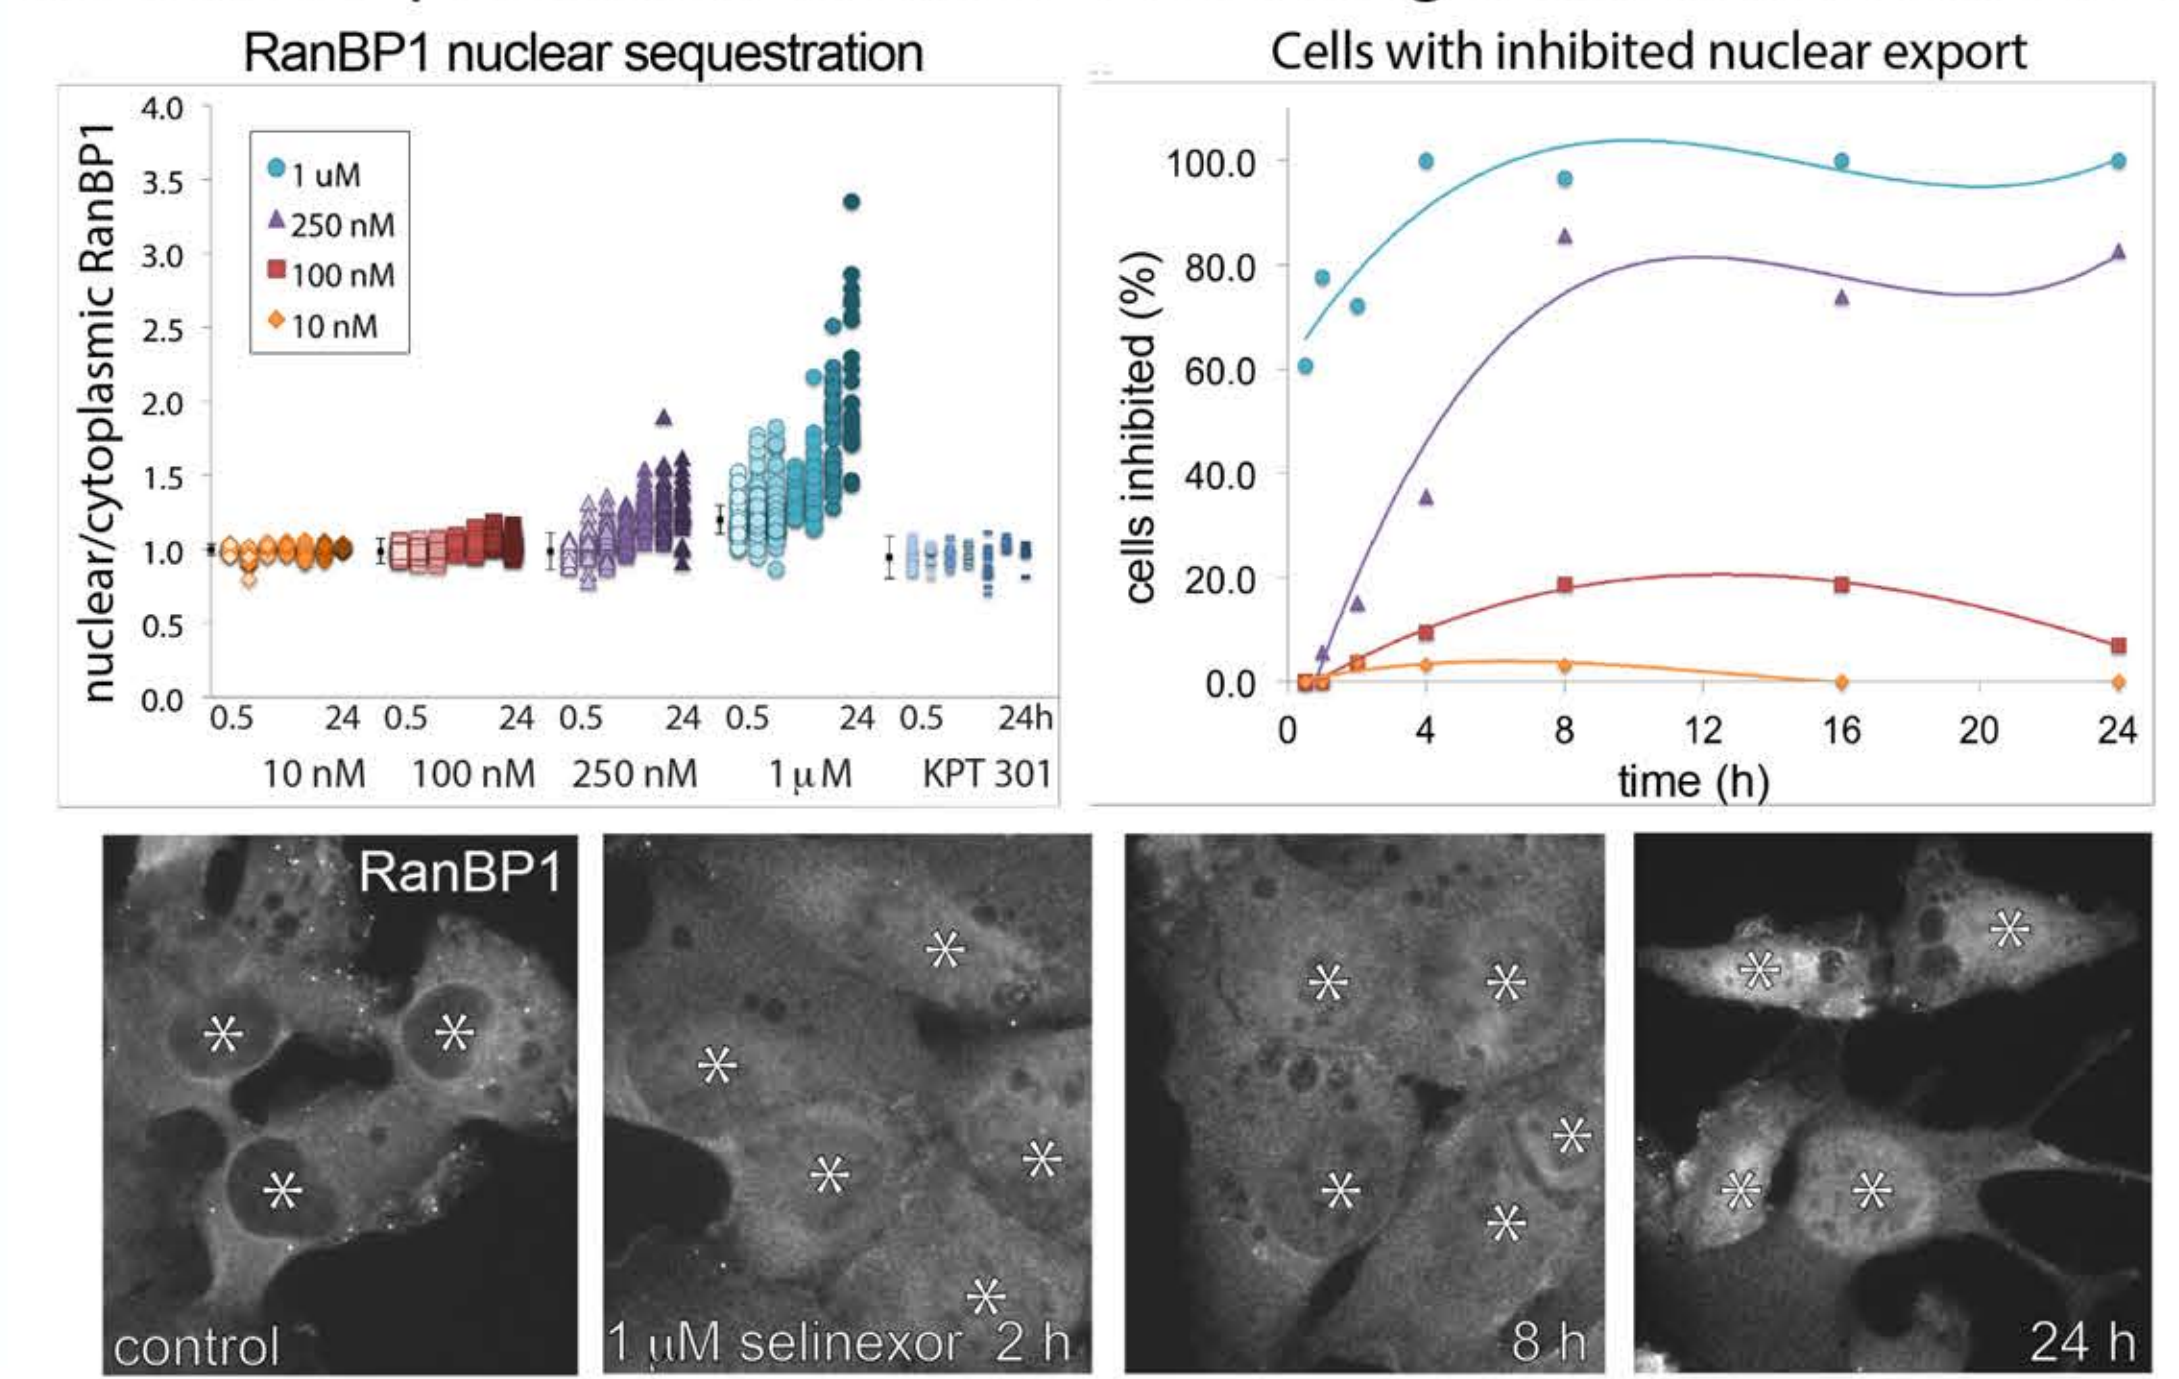 RanBP1 nuclear sequestration
nuclear/cytoplasmic RanBP1
4.0
3.5
3.0
2.5
2.0
1.5
1.0
0.5
0.0
1 uM
250 nM
100 nM
10 nM
0.5 24 0.5 24 0.5 24 0.5 24 0.5 24h
10 nM 100 nM 250 nM 1 μM KPT 301
Cells with inhibited nuclear export
cells inhibited (%)
100.0
80.0
60.0
40.0
20.0
0.0
0 4 8 12 16 20 24
time (h)
RanBP1
control
1 μM selinexor 2 h
8 h
24 h